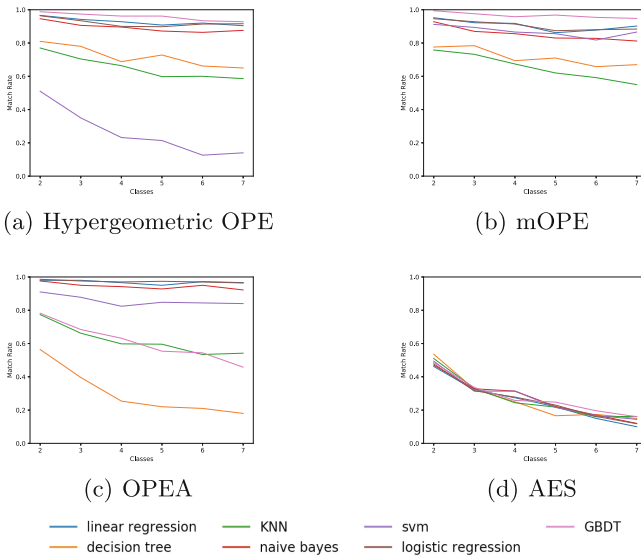 1.0
0.8
0.6
0.4
0.2
0.0
Match Rate
2 3 4 5 6 7
Classes
(a) Hypergeometric OPE
1.0
0.8
0.6
0.4
0.2
0.0
Match Rate
2 3 4 5 6 7
Classes
(b) mOPE
1.0
0.8
0.6
0.4
0.2
0.0
Match Rate
2 3 4 5 6 7
Classes
(c) OPEA
1.0
0.8
0.6
0.4
0.2
0.0
Match Rate
2 3 4 5 6 7
Classes
(d) AES
linear regression KNN svm GBDT
decision tree naive bayes logistic regression